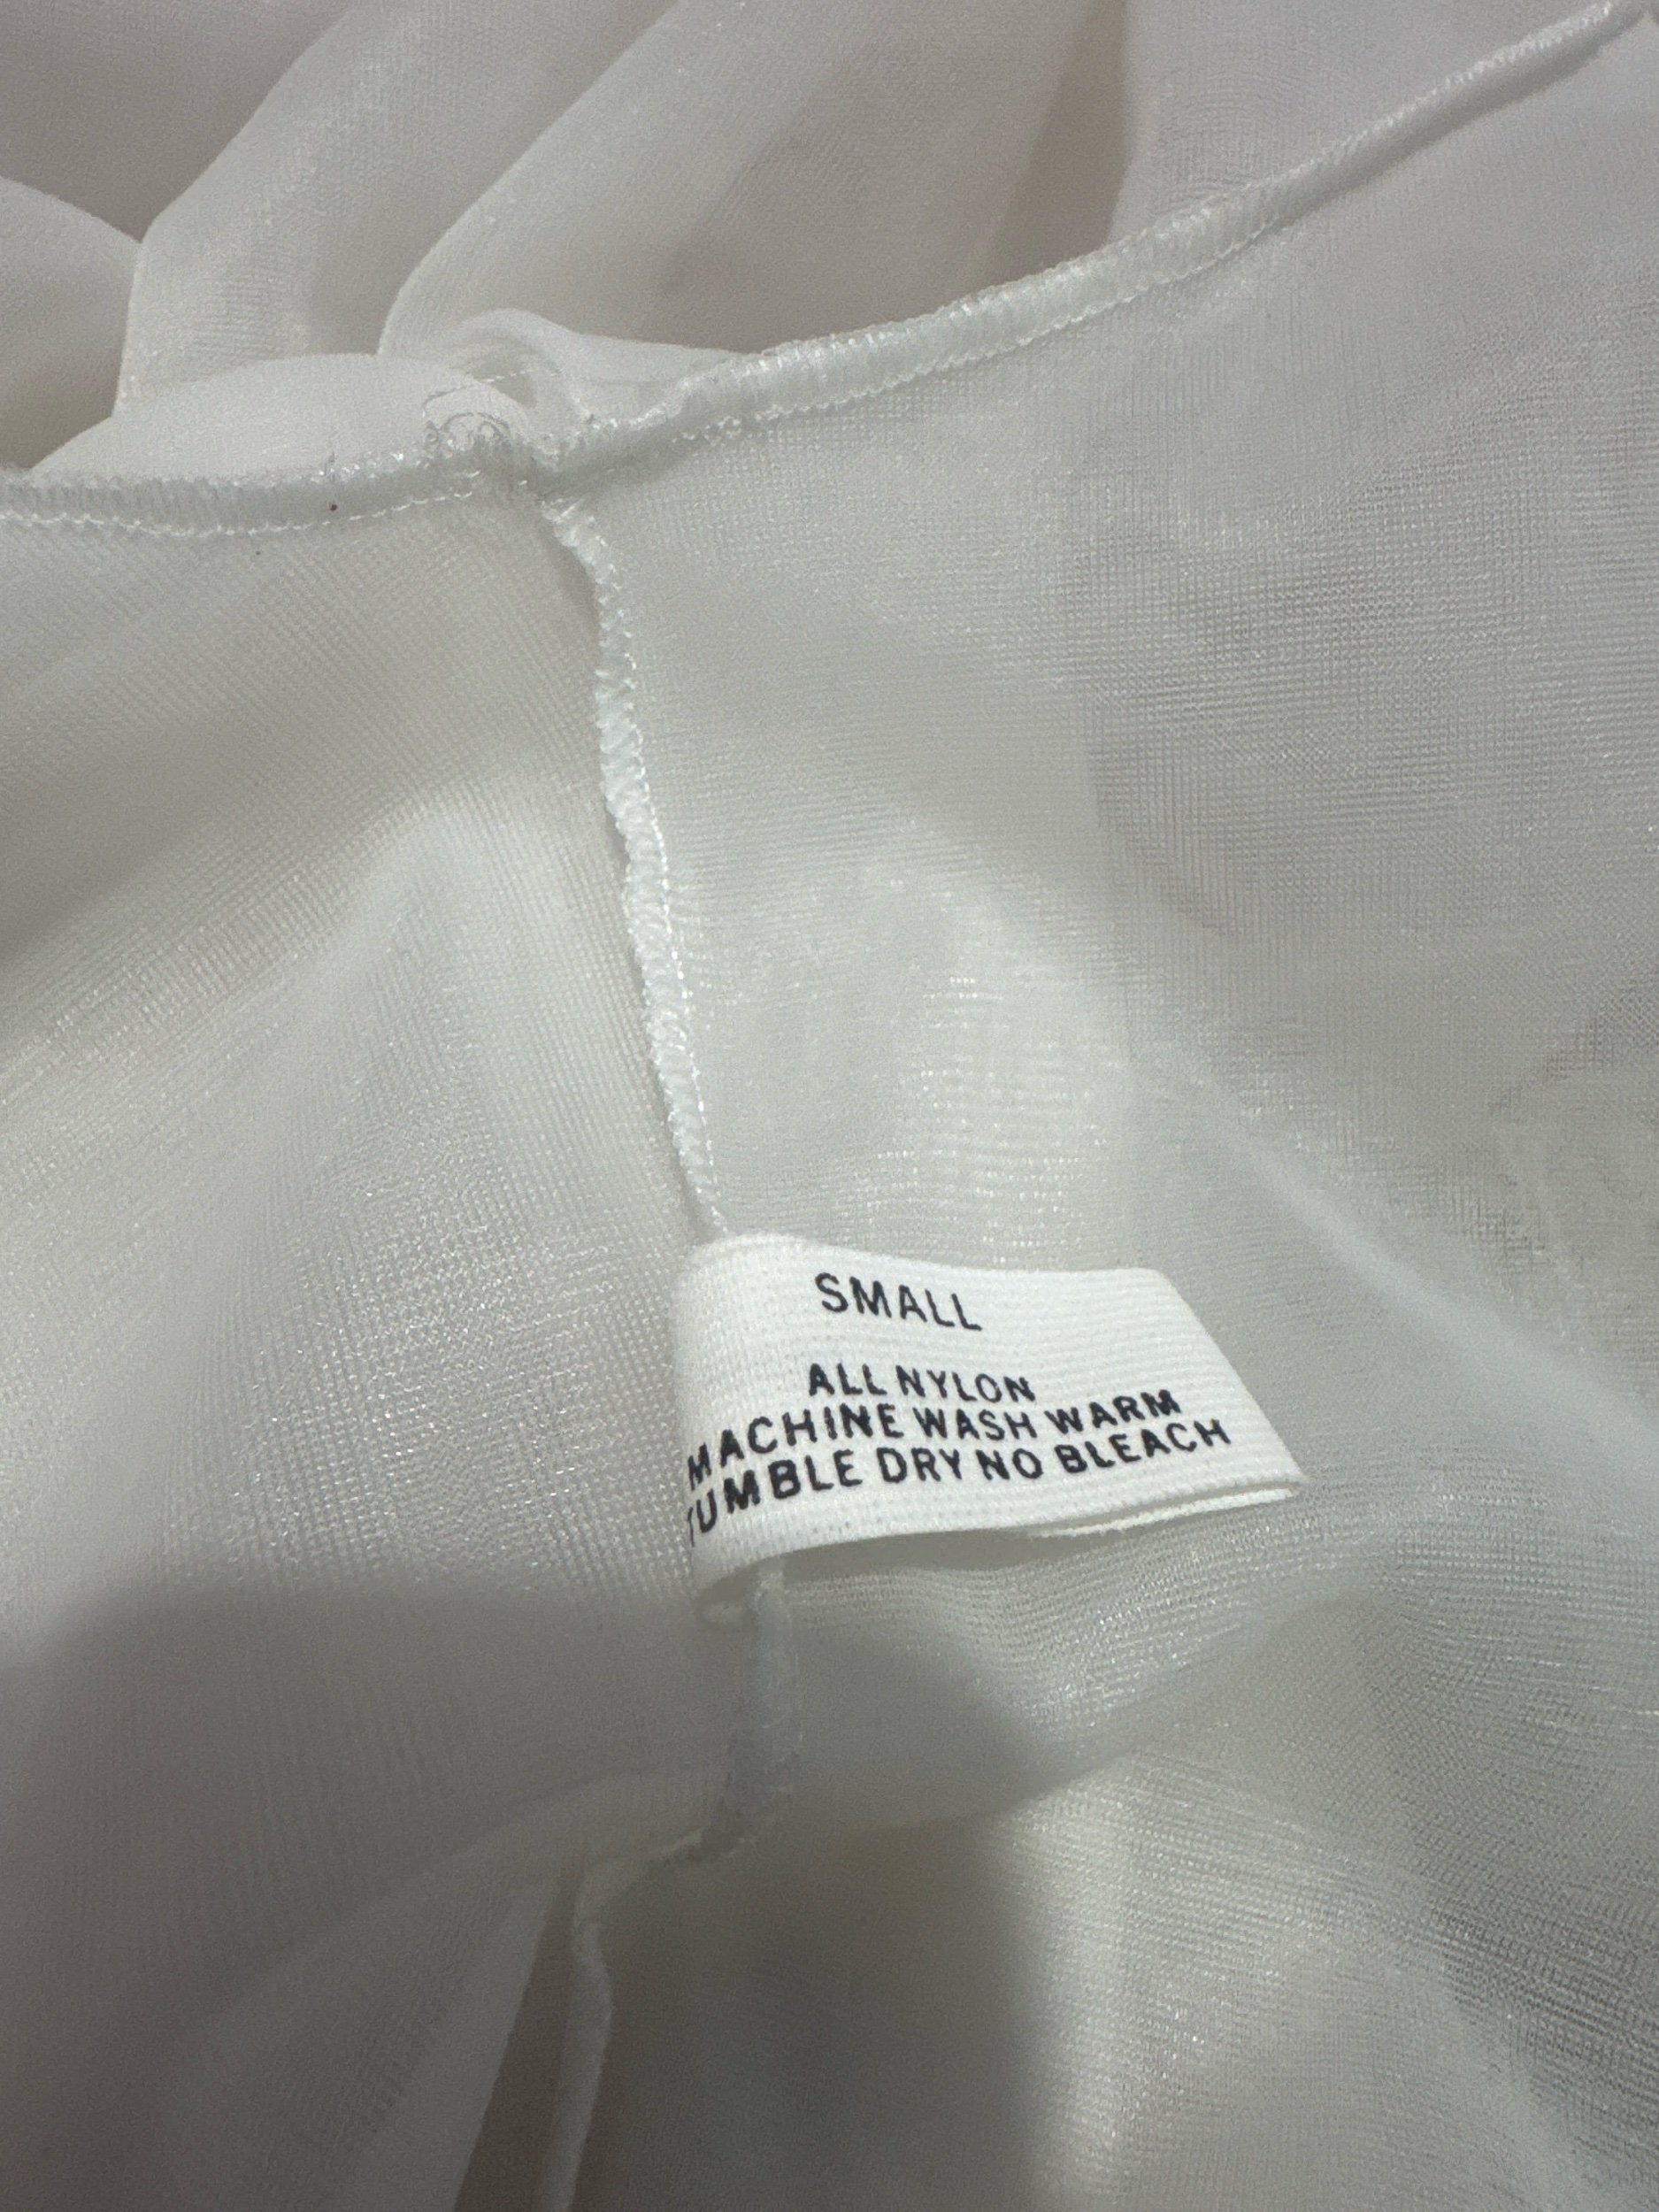 SMALL
ALL NYLON
MACHINE WASH WARM
TUMBLE DRY NO BLEACH